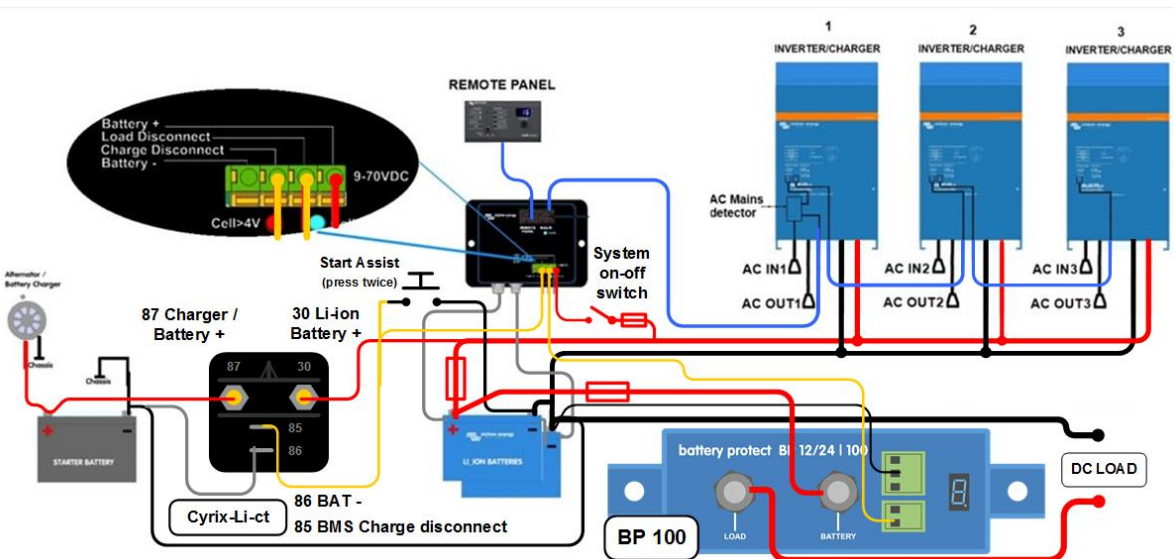 1
INVERTER/CHARGER
2
INVERTER/CHARGER
3
INVERTER/CHARGER
REMOTE PANEL
Battery +
Load Disconnect
Charge Disconnect
Battery -
9-70VDC
Cell>4V
AC Mains
detector
AC IN1
AC OUT1
AC IN2
AC OUT2
AC IN3
AC OUT3
System
on-off
switch
Start Assist
(press twice)
Alternator /
Battery Charger
Chassis
Chassis
87 Charger /
Battery +
30 Li-ion
Battery +
87
30
85
86
+
-
STARTER BATTERY
+
-
LI_ION BATTERIES
Cyrix-Li-ct
86 BAT -
85 BMS Charge disconnect
battery protect BP 12/24 | 100
LOAD
BATTERY
BP 100
DC LOAD